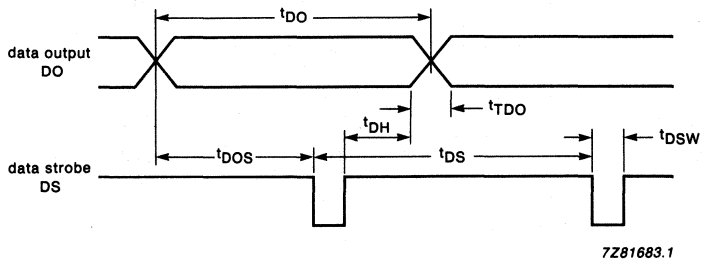 tDO
data output
DO
tTDO
tDH
tDOS
tDS
tDSW
data strobe
DS
7Z81683.1